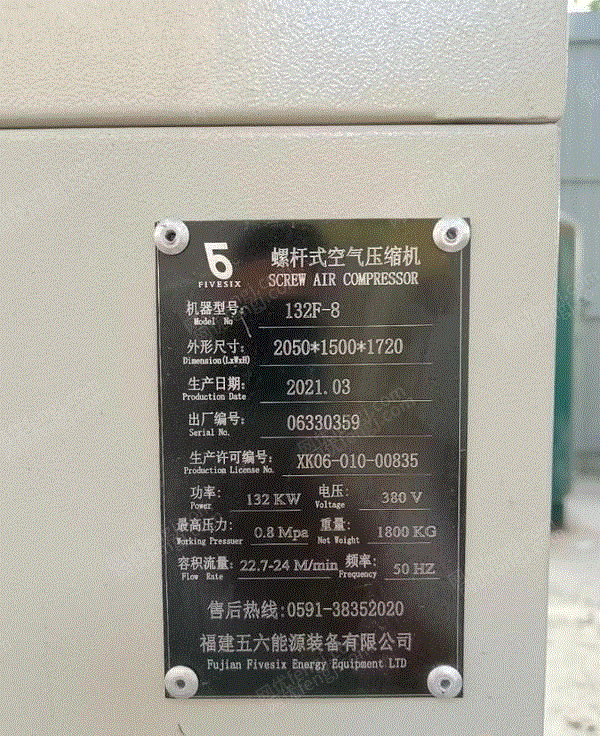 FIVESIX
螺杆式空气压缩机
SCREW AIR COMPRESSOR
机器型号: 132F-8
Model No
外形尺寸: 2050*1500*1720
Dimension(LxWxH)
生产日期: 2021.03
Production Date
出厂编号: 06330359
Serial No.
生产许可编号: XK06-010-00835
Production License No.
功率: 132 KW 电压: 380 V
Power Voltage
最高压力: 0.8 Mpa 重量: 1800 KG
Working Pressuer Not Weight
容积流量: 22.7-24 M/min 频率: 50 HZ
Flow Rate Frequency
售后热线:0591-38352020
福建五六能源装备有限公司
Fujian Fivesix Energy Equipment LTD